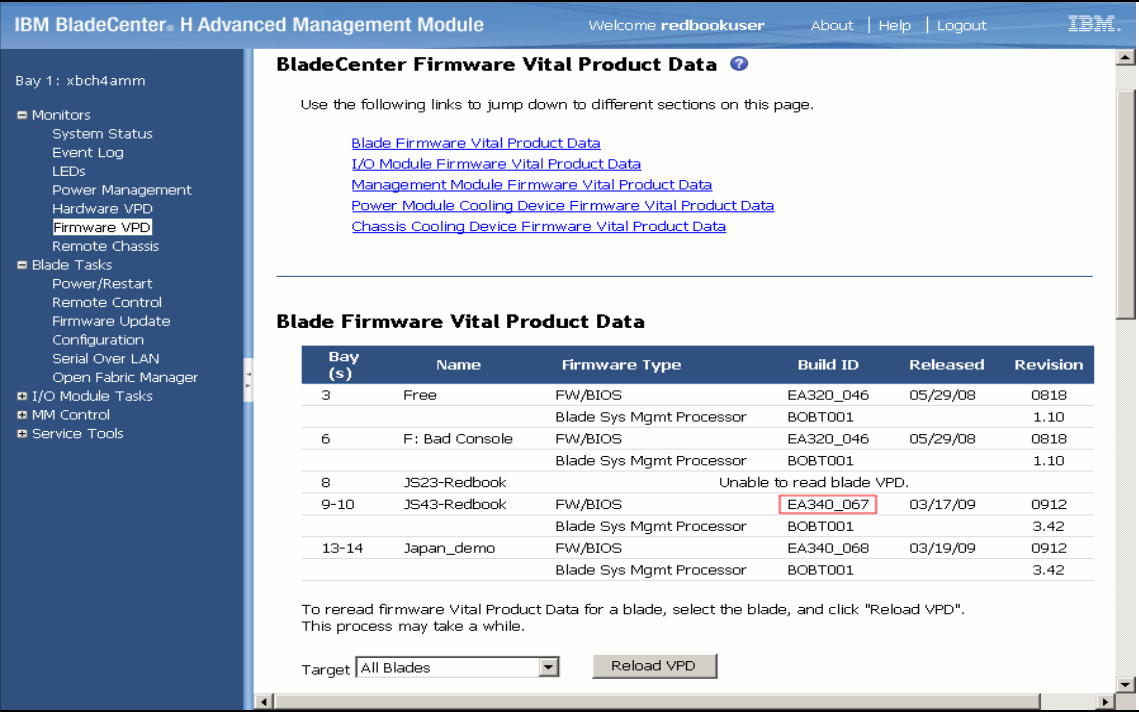 IBM BladeCenter® H Advanced Management Module Welcome redbookuser About | Help | Logout IBM.
Bay 1: xbch4amm
Monitors
System Status
Event Log
LEDs
Power Management
Hardware VPD
Firmware VPD
Remote Chassis
Blade Tasks
Power/Restart
Remote Control
Firmware Update
Configuration
Serial Over LAN
Open Fabric Manager
I/O Module Tasks
MM Control
Service Tools
BladeCenter Firmware Vital Product Data ?
Use the following links to jump down to different sections on this page.
Blade Firmware Vital Product Data
I/O Module Firmware Vital Product Data
Management Module Firmware Vital Product Data
Power Module Cooling Device Firmware Vital Product Data
Chassis Cooling Device Firmware Vital Product Data
Blade Firmware Vital Product Data
Bay (s) Name Firmware Type Build ID Released Revision
3 Free FW/BIOS EA320_046 05/29/08 0818
Blade Sys Mgmt Processor BOBT001 1.10
6 F: Bad Console FW/BIOS EA320_046 05/29/08 0818
Blade Sys Mgmt Processor BOBT001 1.10
8 JS23-Redbook Unable to read blade VPD.
9-10 JS43-Redbook FW/BIOS EA340_067 03/17/09 0912
Blade Sys Mgmt Processor BOBT001 3.42
13-14 Japan_demo FW/BIOS EA340_068 03/19/09 0912
Blade Sys Mgmt Processor BOBT001 3.42
To reread firmware Vital Product Data for a blade, select the blade, and click "Reload VPD".
This process may take a while.
Target All Blades Reload VPD